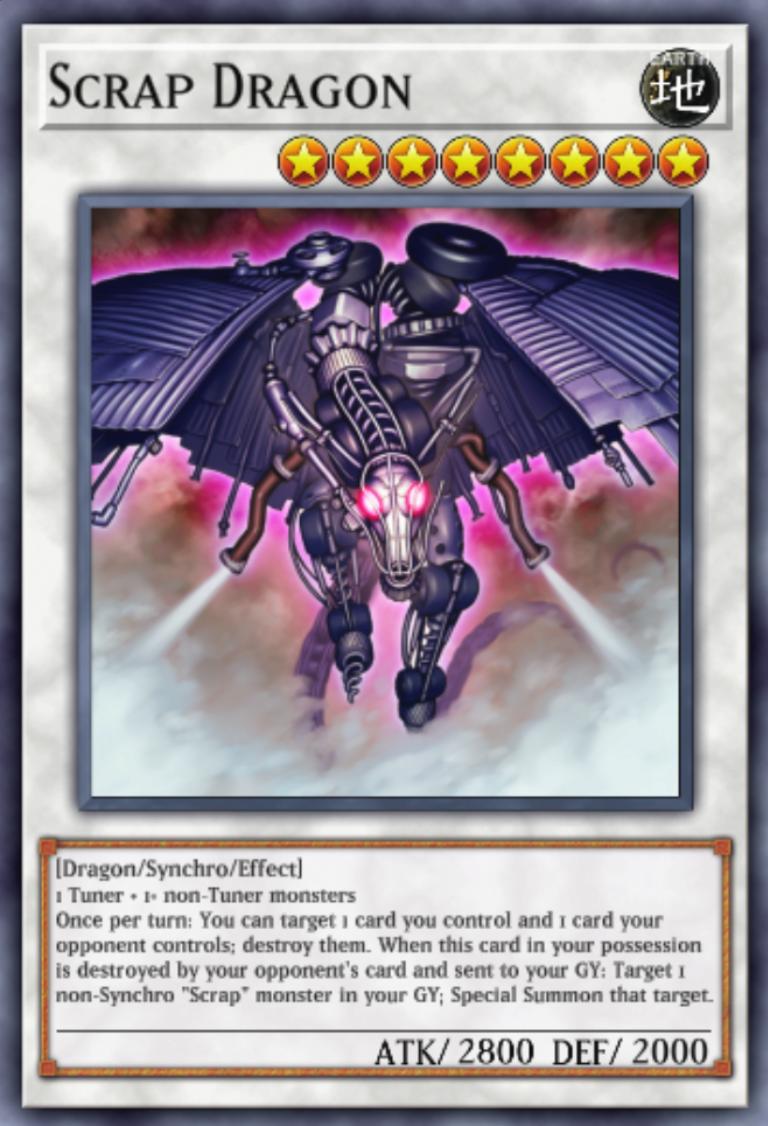 Scrap Dragon
EARTH
地
[Dragon/Synchro/Effect]
1 Tuner + 1+ non-Tuner monsters
Once per turn: You can target 1 card you control and 1 card your
opponent controls; destroy them. When this card in your possession
is destroyed by your opponent's card and sent to your GY: Target 1
non-Synchro "Scrap" monster in your GY; Special Summon that target.
ATK/ 2800 DEF/ 2000